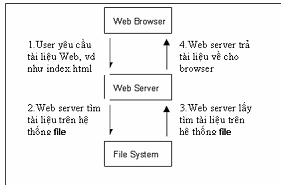 Web Browser
1.User yêu cầu
tài liệu Web, vd
như index.html
4.Web server trả
tài liệu về cho
browser
Web Server
2.Web server tìm
tài liệu trên hệ
thống file
3.Web server lấy
tìm tài liệu trên
hệ thống file
File System